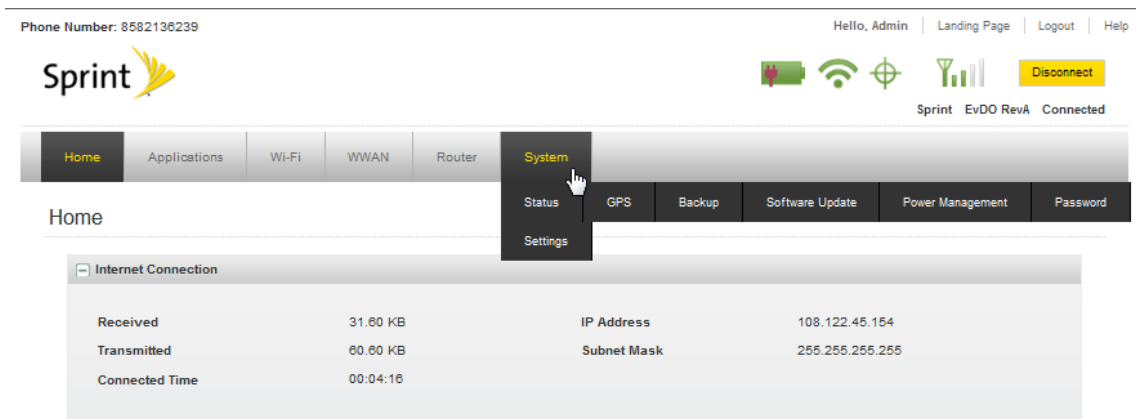 Phone Number: 8582136239 Hello, Admin Landing Page Logout Help
Sprint
Disconnect
Sprint EvDO RevA Connected
Home Applications Wi-Fi WWAN Router System
Status GPS Backup Software Update Power Management Password
Home
Settings
Internet Connection
Received 31.60 KB IP Address 108.122.45.154
Transmitted 60.60 KB Subnet Mask 255.255.255.255
Connected Time 00:04:16